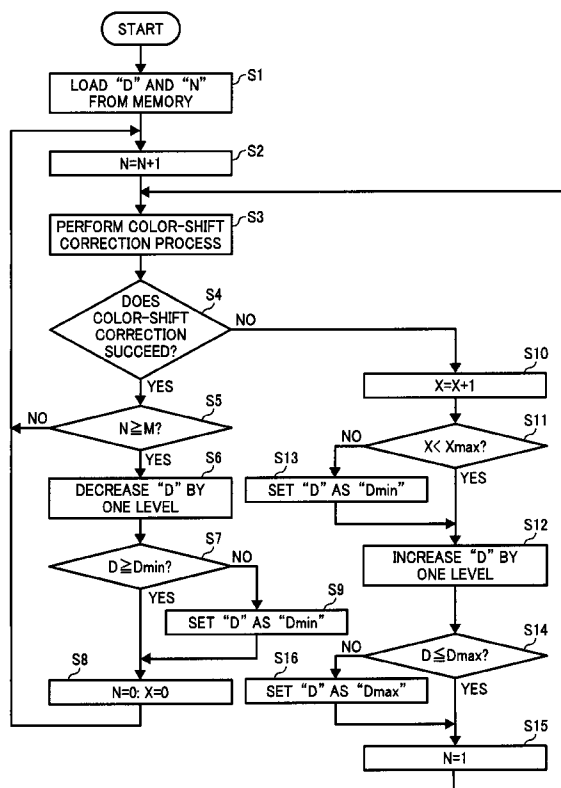 START
S1
LOAD “D” AND “N”
FROM MEMORY
S2
N=N+1
S3
PERFORM COLOR-SHIFT
CORRECTION PROCESS
S4
DOES
COLOR-SHIFT
CORRECTION
SUCCEED?
NO
YES
S5
N≧M?
NO
YES
S6
DECREASE “D” BY
ONE LEVEL
S7
D≧Dmin?
NO
YES
S9
SET “D” AS “Dmin”
S8
N=0: X=0
S10
X=X+1
S11
X< Xmax?
NO
YES
S13
SET “D” AS “Dmin”
S12
INCREASE “D” BY
ONE LEVEL
S14
D≦Dmax?
NO
YES
S16
SET “D” AS “Dmax”
S15
N=1